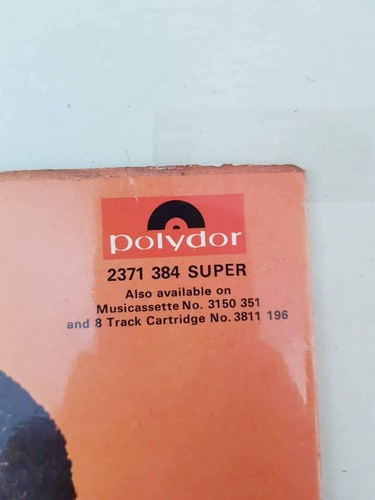 polydor
2371 384 SUPER
Also available on
Musicassette No. 3150 351
and 8 Track Cartridge No. 3811 196